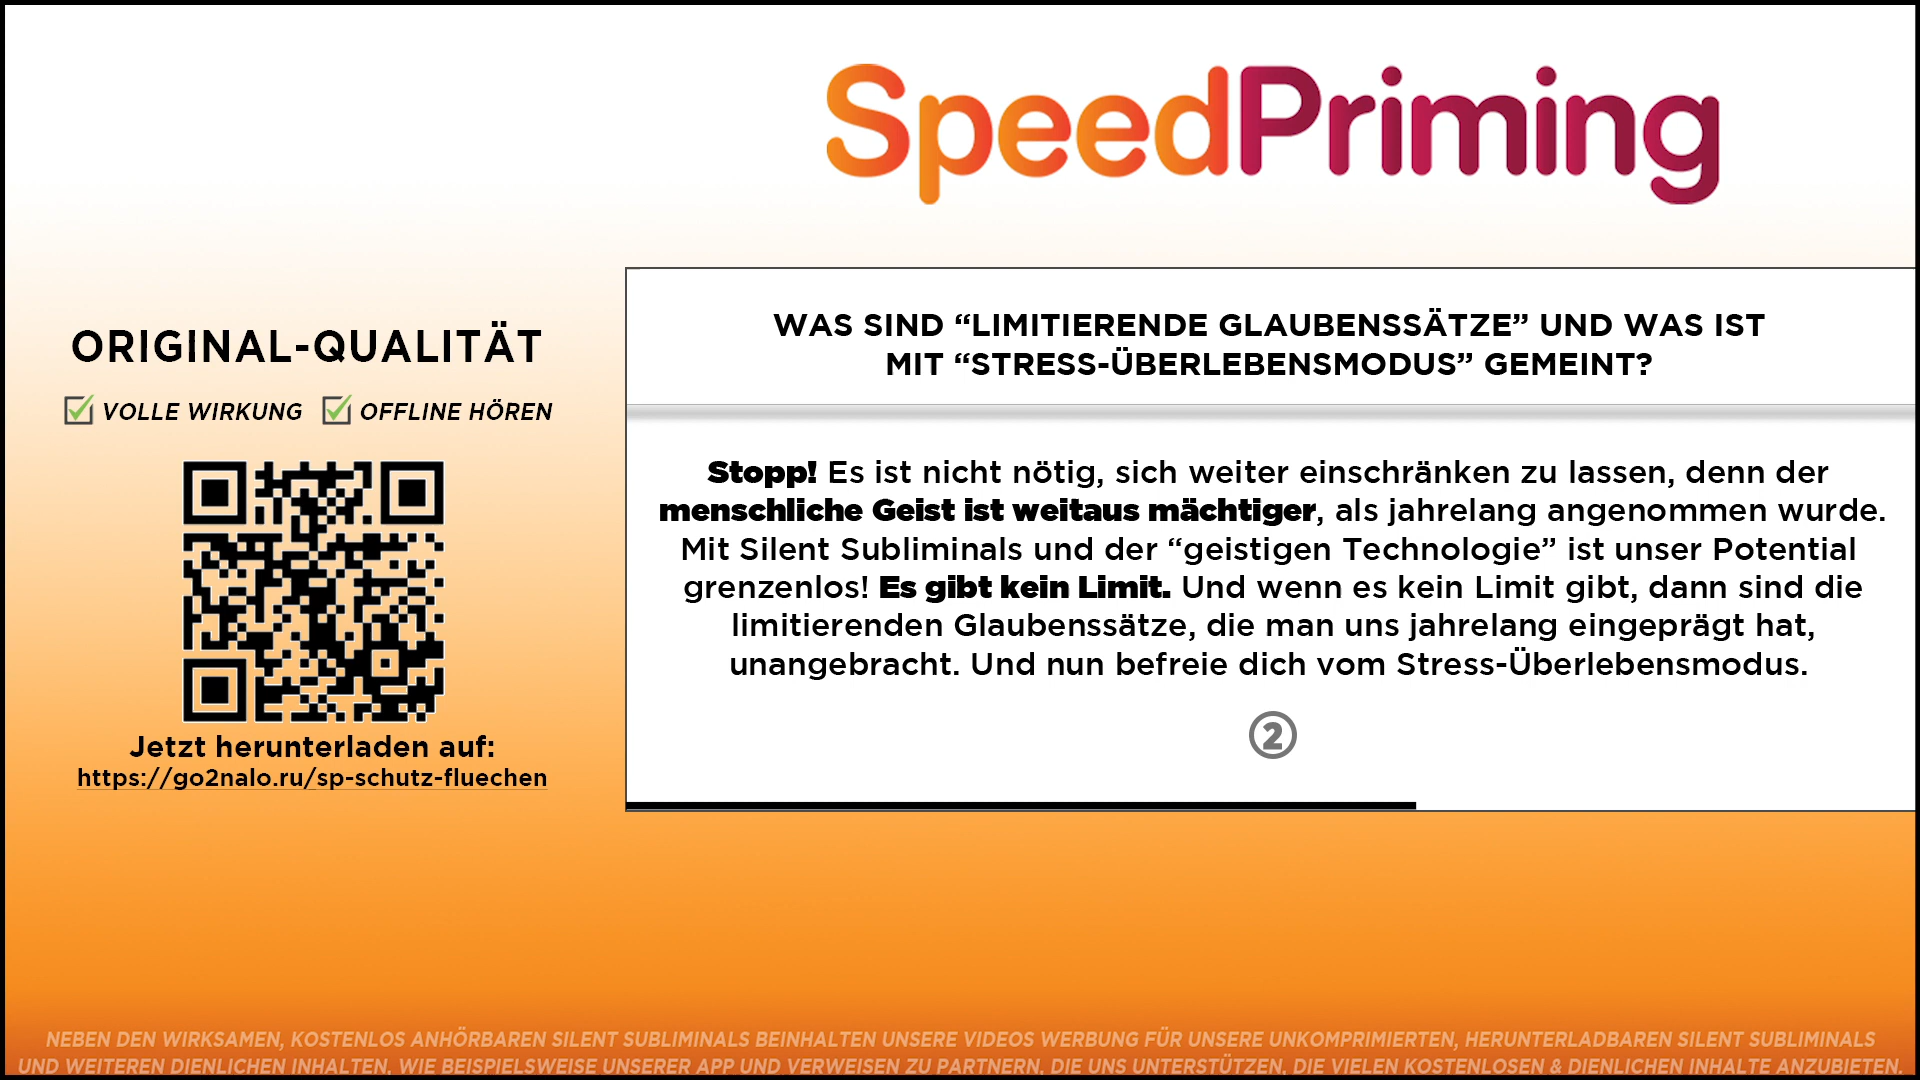 SpeedPriming
ORIGINAL-QUALITÄT
VOLLE WIRKUNG OFFLINE HÖREN
Jetzt herunterladen auf:
https://go2nalo.ru/sp-schutz-fluechen
WAS SIND “LIMITIERENDE GLAUBENSSÄTZE” UND WAS IST
MIT “STRESS-ÜBERLEBENSMODUS” GEMEINT?
Stopp! Es ist nicht nötig, sich weiter einschränken zu lassen, denn der
menschliche Geist ist weitaus mächtiger, als jahrelang angenommen wurde.
Mit Silent Subliminals und der “geistigen Technologie” ist unser Potential
grenzenlos! Es gibt kein Limit. Und wenn es kein Limit gibt, dann sind die
limitierenden Glaubenssätze, die man uns jahrelang eingeprägt hat,
unangebracht. Und nun befreie dich vom Stress-Überlebensmodus.
2
NEBEN DEN WIRKSAMEN, KOSTENLOS ANHÖRBAREN SILENT SUBLIMINALS BEINHALTEN UNSERE VIDEOS WERBUNG FÜR UNSERE UNKOMPRIMIERTEN, HERUNTERLADBAREN SILENT SUBLIMINALS
UND WEITEREN DIENLICHEN INHALTEN, WIE BEISPIELSWEISE UNSERER APP UND VERWEISEN ZU PARTNERN, DIE UNS UNTERSTÜTZEN, DIE VIELEN KOSTENLOSEN & DIENLICHEN INHALTE ANZUBIETEN.